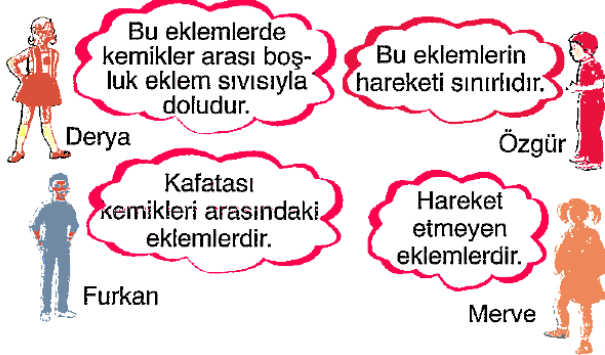 Bu eklemlerde
kemikler arası boş-
luk eklem sıvısıyla
doludur.
Derya
Bu eklemlerin
hareketi sınırlıdır.
Özgür
Kafatası
kemikleri arasındaki
eklemlerdir.
Furkan
Hareket
etmeyen
eklemlerdir.
Merve